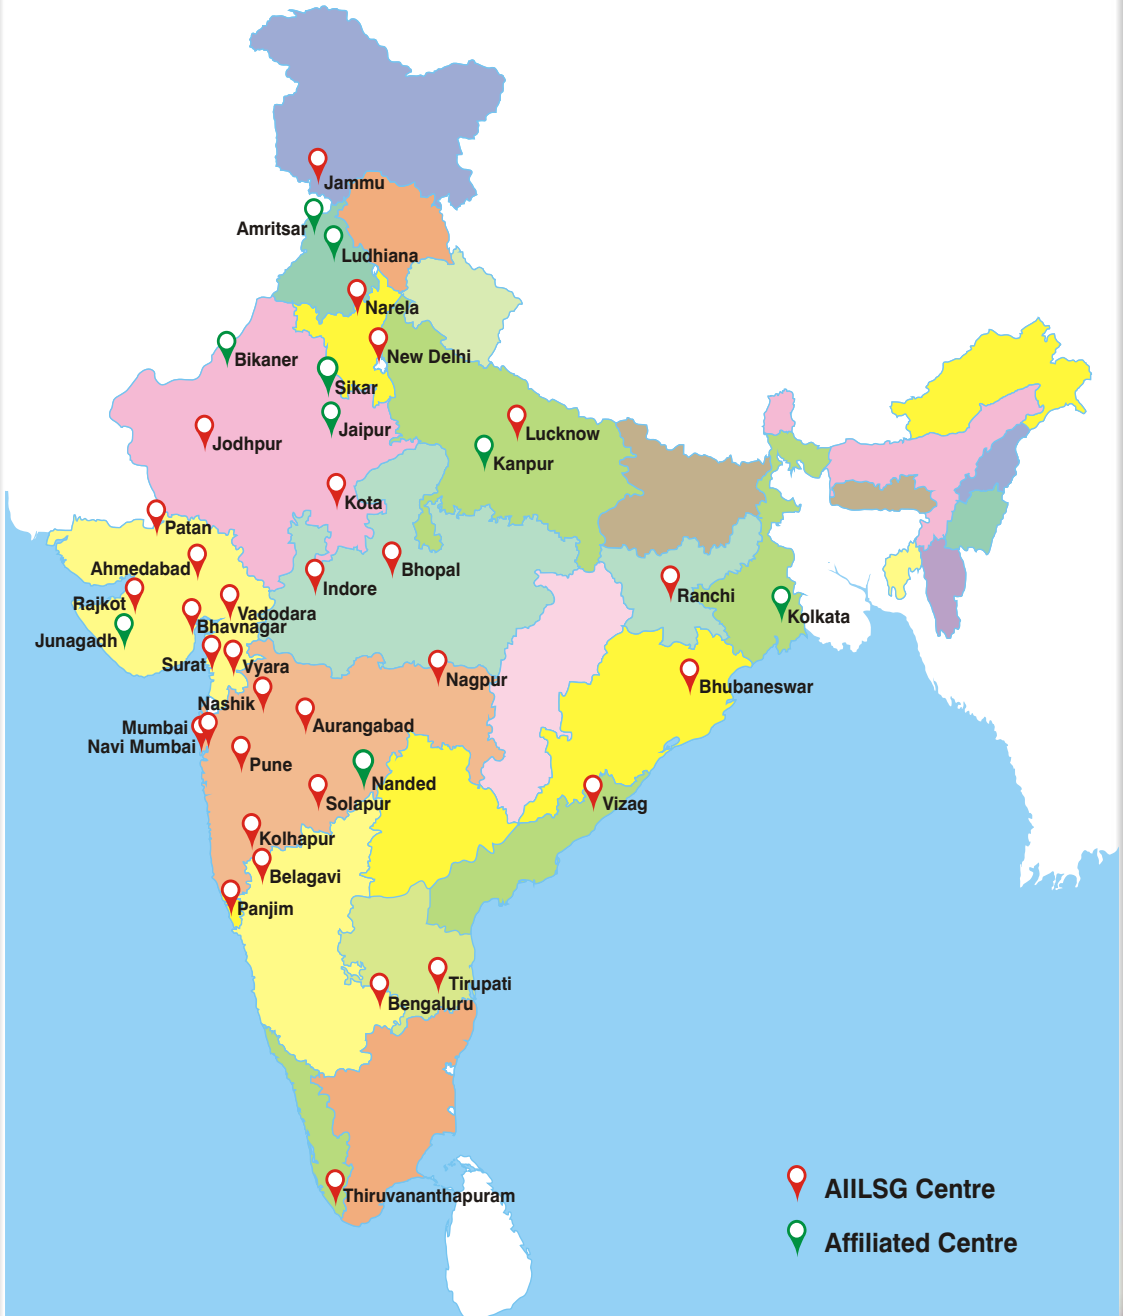 Jammu
Amritsar
Ludhiana
Narela
New Delhi
Bikaner
Sikar
Jaipur
Jodhpur
Lucknow
Kanpur
Kota
Patan
Ahmedabad
Bhopal
Indore
Rajkot
Vadodara
Ranchi
Kolkata
Bhavnagar
Junagadh
Surat
Vyara
Nagpur
Bhubaneswar
Nashik
Aurangabad
Mumbai
Navi Mumbai
Pune
Nanded
Solapur
Vizag
Kolhapur
Belagavi
Panjim
Tirupati
Bengaluru
Thiruvananthapuram
AIILSG Centre
Affiliated Centre